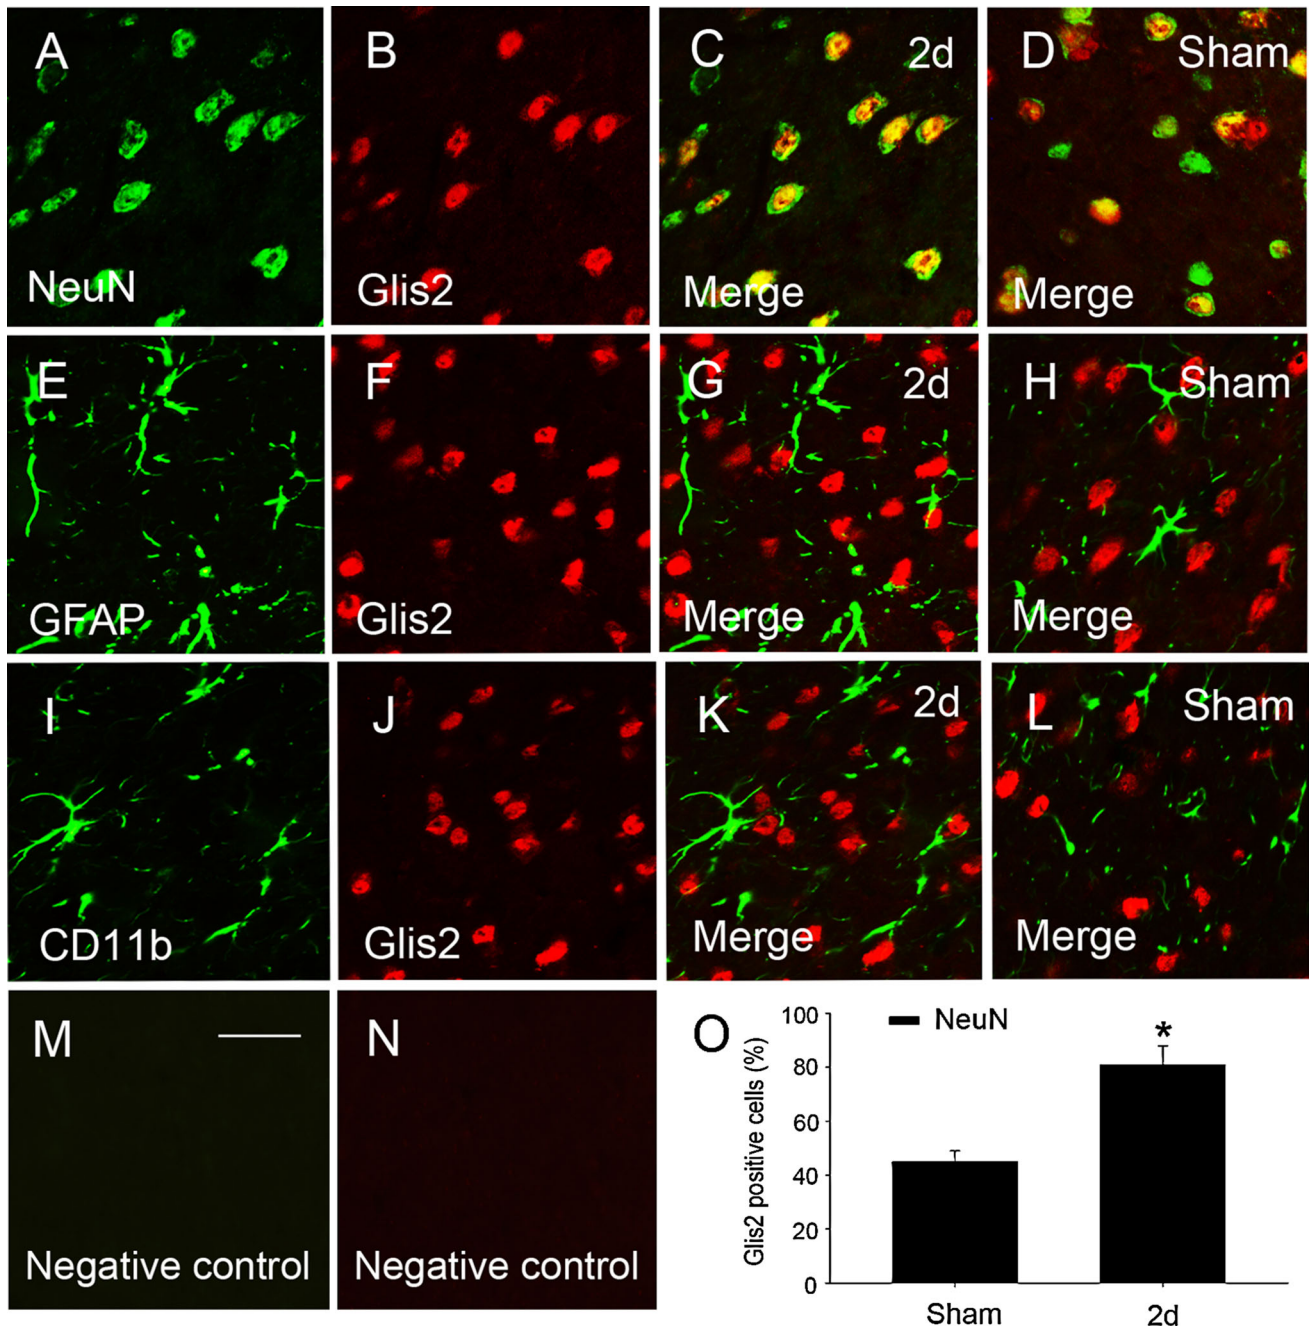 A
B
C
2d
D
Sham
NeuN
Glis2
Merge
Merge
E
F
G
2d
H
Sham
GFAP
Glis2
Merge
Merge
I
J
K
2d
L
Sham
CD11b
Glis2
Merge
Merge
M
N
Negative control
Negative control
O
NeuN
*
Glis2 positive cells (%)
100
80
60
40
20
0
Sham
2d